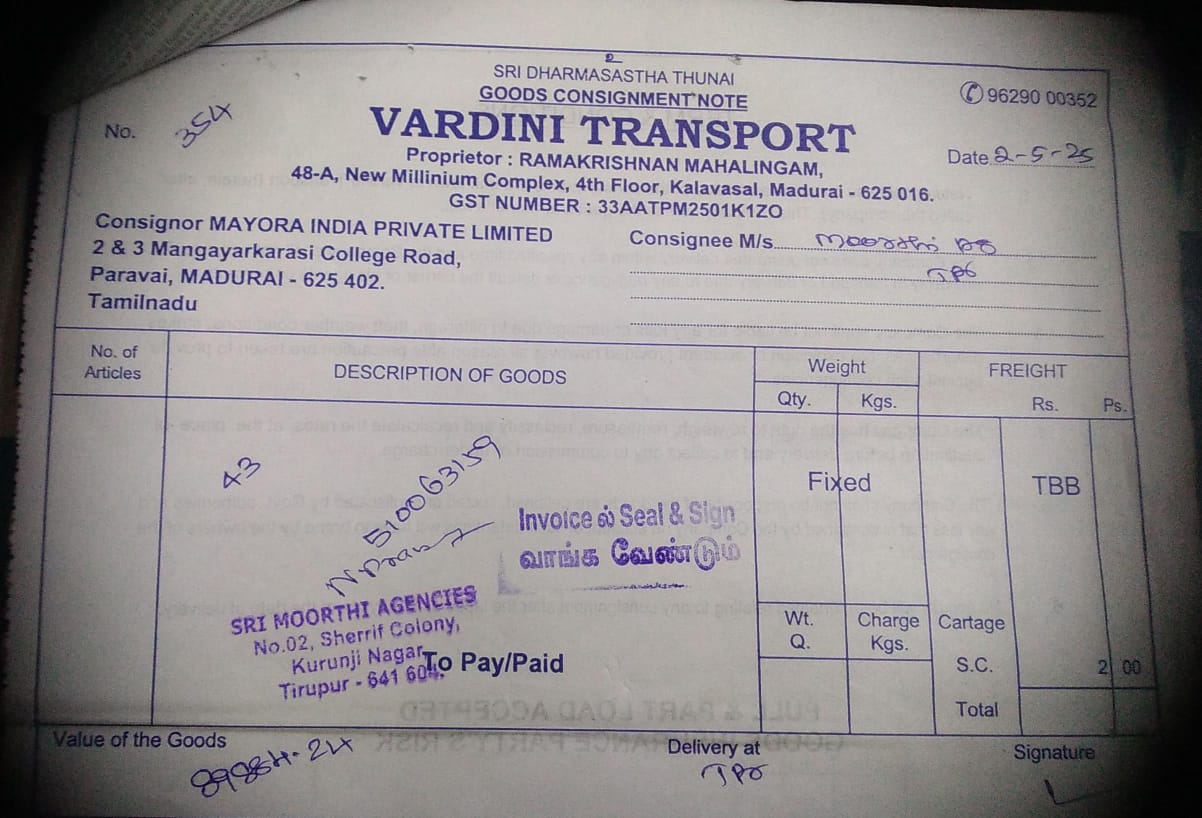 SRI DHARMASASTHA THUNAI
GOODS CONSIGNMENT NOTE
✆ 96290 00352
No. 354
VARDINI TRANSPORT
Date 2-5-25
Proprietor : RAMAKRISHNAN MAHALINGAM,
48-A, New Millinium Complex, 4th Floor, Kalavasal, Madurai - 625 016.
GST NUMBER : 33AATPM2501K1ZO
Consignor MAYORA INDIA PRIVATE LIMITED
2 & 3 Mangayarkarasi College Road,
Paravai, MADURAI - 625 402.
Tamilnadu
Consignee M/s. Moorthi
No. of Articles
DESCRIPTION OF GOODS
Weight
Qty. Kgs.
FREIGHT
Rs. Ps.
43
510063159
Invoice ல் Seal & Sign
வாங்க வேண்டும்
Fixed
TBB
SRI MOORTHI AGENCIES
No.02, Sherrif Colony,
Kurunji Nagar,
Tirupur - 641 604.
To Pay/Paid
Wt. Q.
Charge Kgs.
Cartage
S.C. 2 00
Total
Value of the Goods
Delivery at
Signature